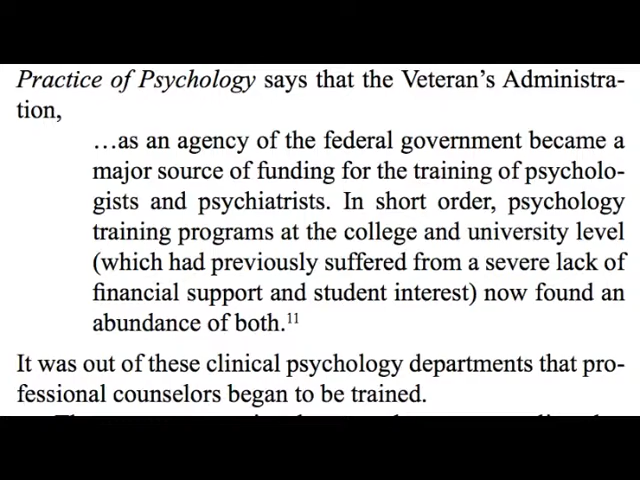 Practice of Psychology says that the Veteran’s Administra-
tion,
…as an agency of the federal government became a
major source of funding for the training of psycholo-
gists and psychiatrists. In short order, psychology
training programs at the college and university level
(which had previously suffered from a severe lack of
financial support and student interest) now found an
abundance of both.11
It was out of these clinical psychology departments that pro-
fessional counselors began to be trained.